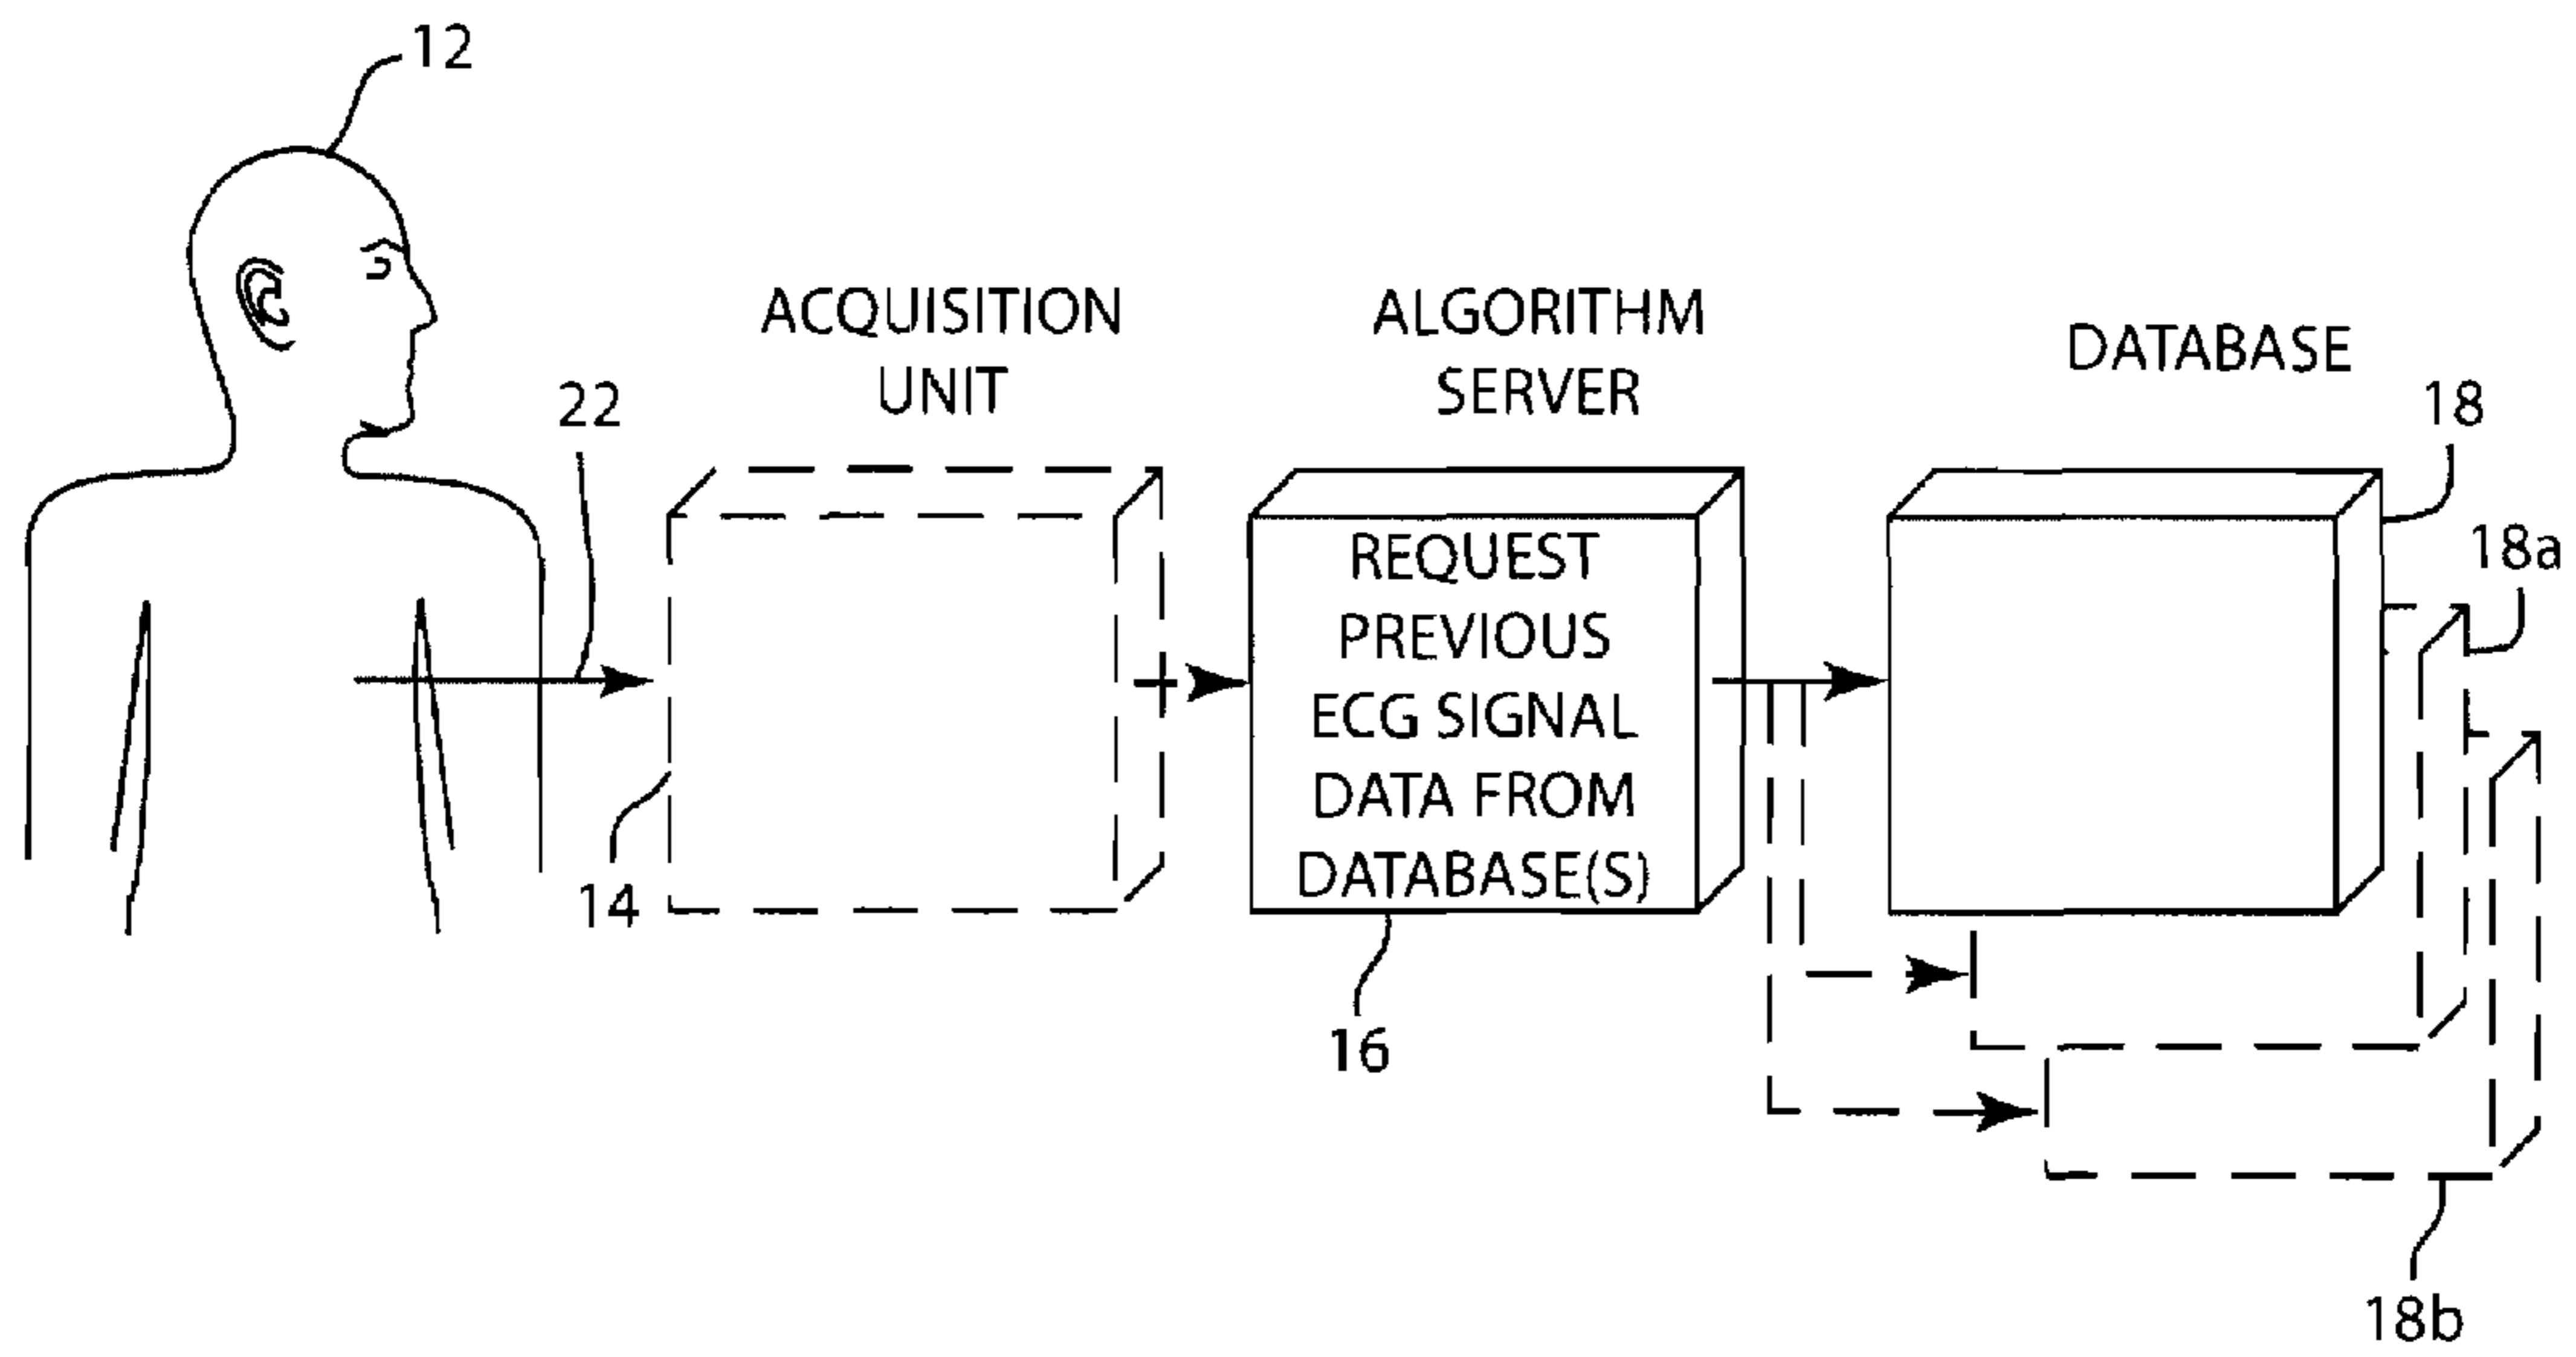 12
ACQUISITION
UNIT
22
14
ALGORITHM
SERVER
REQUEST
PREVIOUS
ECG SIGNAL
DATA FROM
DATABASE(S)
16
DATABASE
18
18a
18b